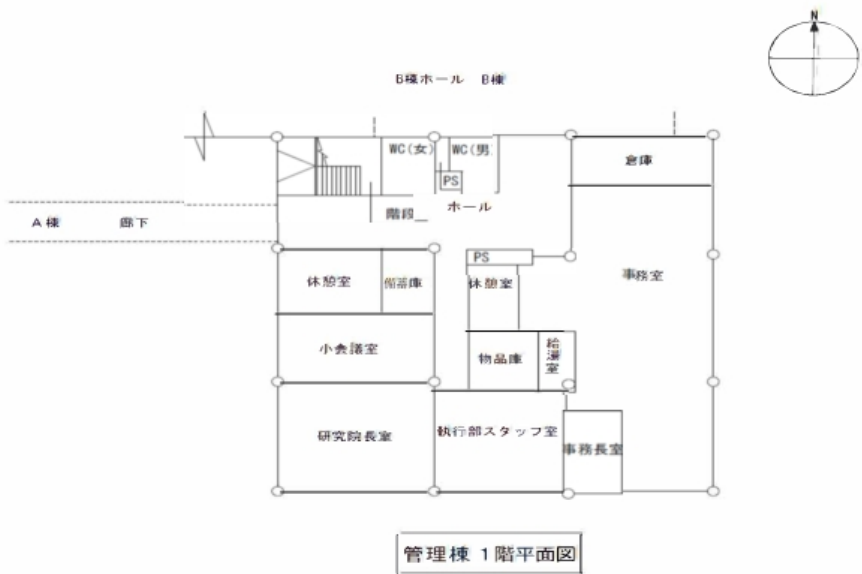 N
B棟ホール B棟
WC(女)
WC(男
倉庫
PS
階段
ホール
A棟 廊下
PS
休憩室
備蓄庫
休憩室
事務室
小会議室
物品庫
給湯室
研究院長室
執行部スタッフ室
事務長室
管理棟 1階平面図